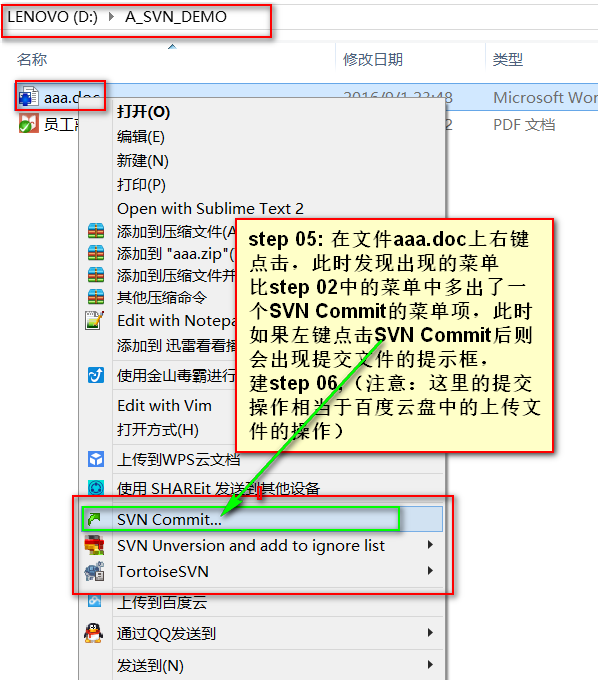 LENOVO (D:) A_SVN_DEMO
名称 修改日期 类型
aaa.doc 2016/9/1 23:48 Microsoft Wor
员工离 2 PDF 文档
打开(O)
编辑(E)
新建(N)
打印(P)
Open with Sublime Text 2
添加到压缩文件(A
添加到 "aaa.zip"(
添加到压缩文件并
其他压缩命令
Edit with Notepa
添加到 迅雷看看播
使用金山毒霸进行
Edit with Vim
打开方式(H)
上传到WPS云文档
使用 SHAREit 发送到其他设备
SVN Commit...
SVN Unversion and add to ignore list
TortoiseSVN
上传到百度云
通过QQ发送到
发送到(N)
step 05: 在文件aaa.doc上右键
点击，此时发现出现的菜单
比step 02中的菜单中多出了一
个SVN Commit的菜单项，此时
如果左键点击SVN Commit后则
会出现提交文件的提示框，
建step 06,（注意：这里的提交
操作相当于百度云盘中的上传文
件的操作）